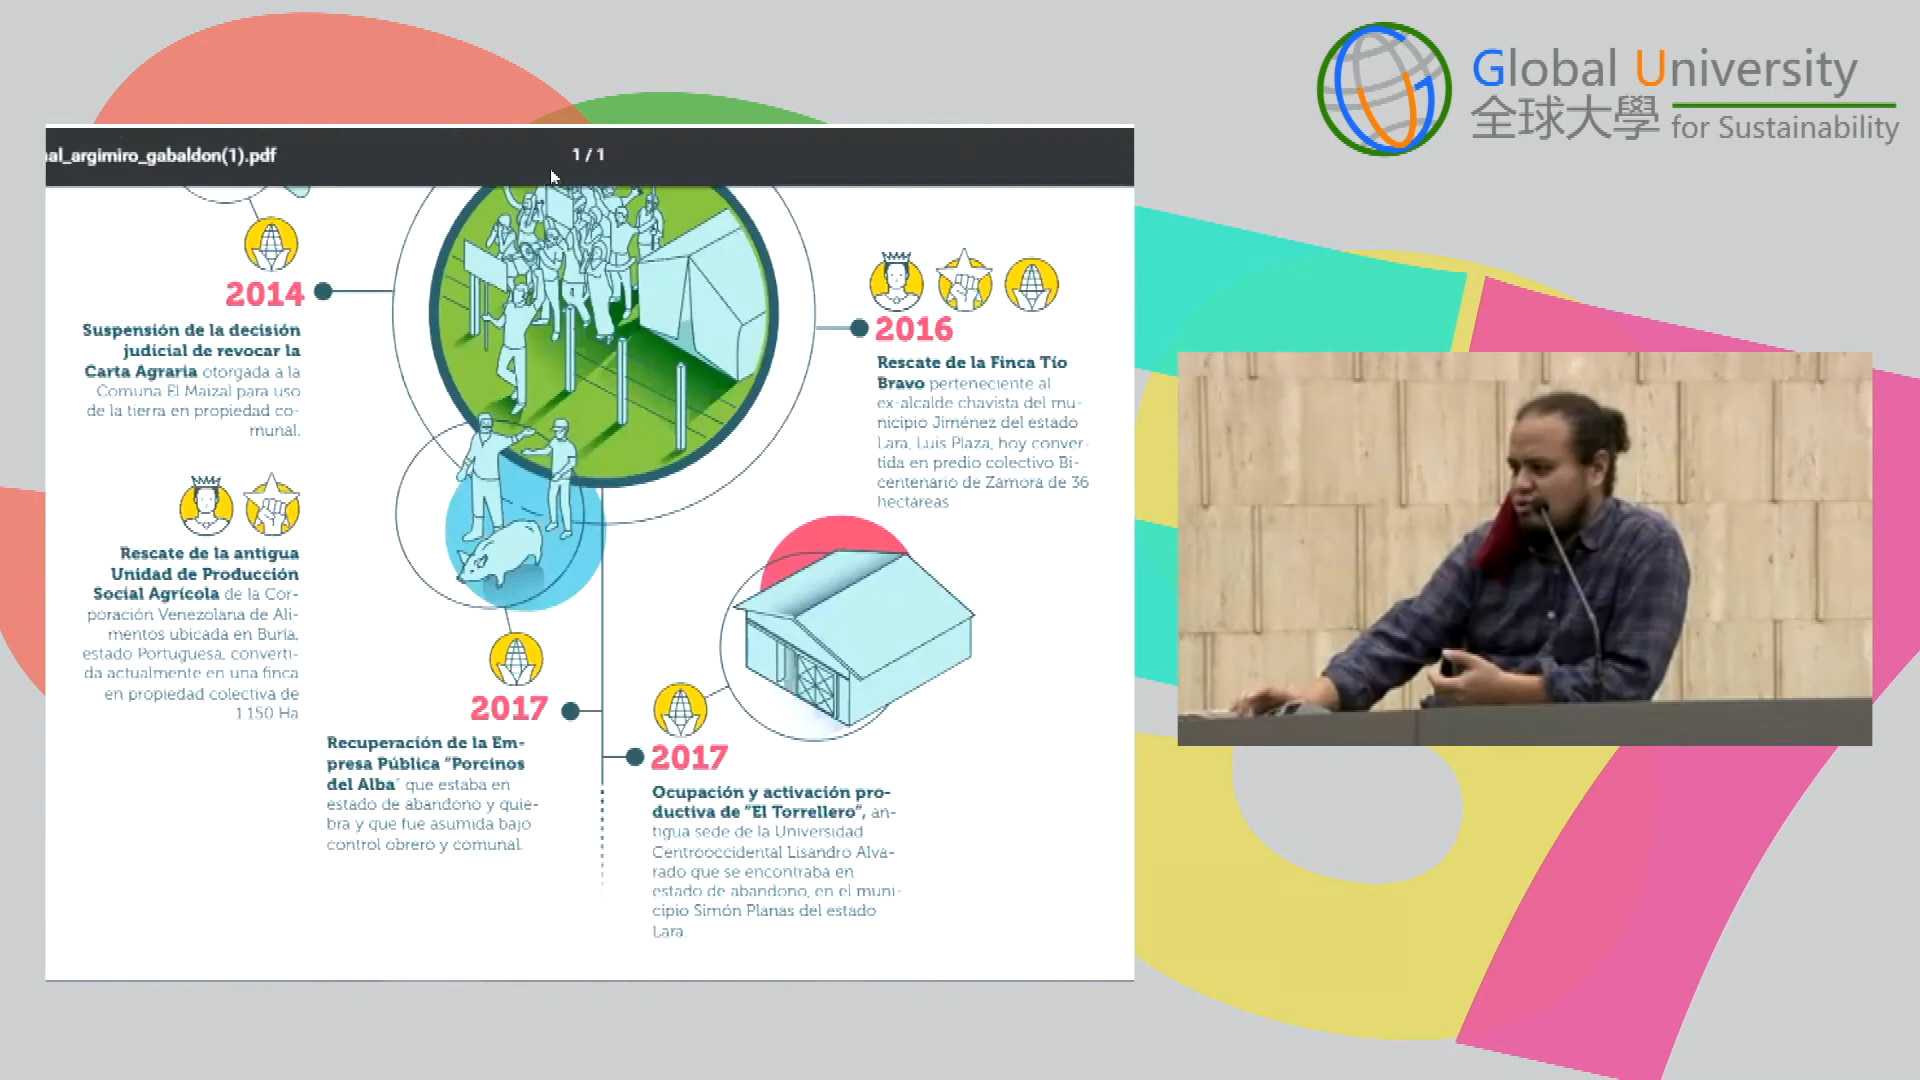 Global University
全球大學 for Sustainability
al_argimiro_gabaldon(1).pdf
1 / 1
2014
Suspensión de la decisión
judicial de revocar la
Carta Agraria otorgada a la
Comuna El Maizal para uso
de la tierra en propiedad co-
munal.
Rescate de la antigua
Unidad de Producción
Social Agrícola de la Cor-
poración Venezolana de Ali-
mentos ubicada en Buría,
estado Portuguesa, converti-
da actualmente en una finca
en propiedad colectiva de
1.150 Ha
2016
Rescate de la Finca Tío
Bravo perteneciente al
ex-alcalde chavista del mu-
nicipio Jiménez del estado
Lara, Luis Plaza, hoy conver-
tida en predio colectivo Bi-
centenario de Zamora de 36
hectáreas
2017
Recuperación de la Em-
presa Pública "Porcinos
del Alba" que estaba en
estado de abandono y quie-
bra y que fue asumida bajo
control obrero y comunal.
2017
Ocupación y activación pro-
ductiva de "El Torrellero", an-
tigua sede de la Universidad
Centrooccidental Lisandro Alva-
rado que se encontraba en
estado de abandono, en el muni-
cipio Simón Planas del estado
Lara.